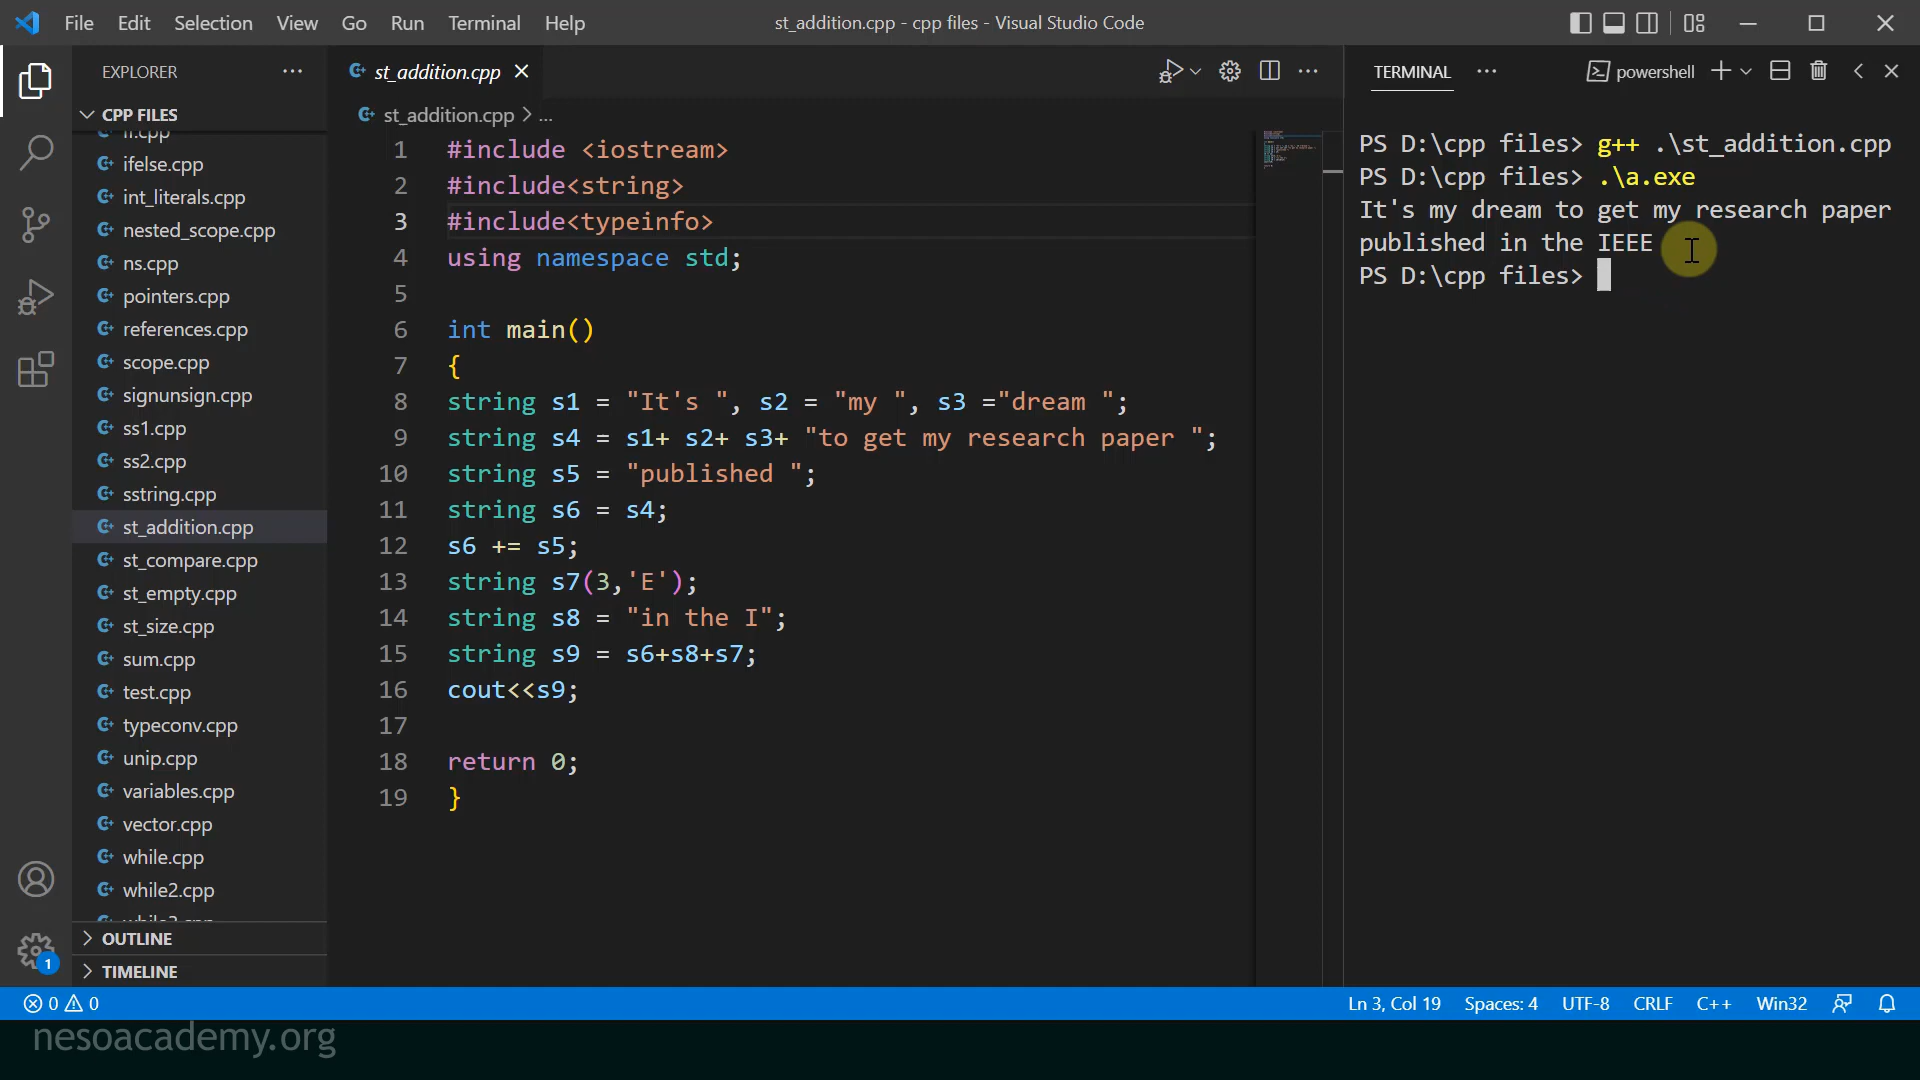 File Edit Selection View Go Run Terminal Help
st_addition.cpp - cpp files - Visual Studio Code
EXPLORER
CPP FILES
if.cpp
ifelse.cpp
int_literals.cpp
nested_scope.cpp
ns.cpp
pointers.cpp
references.cpp
scope.cpp
signunsign.cpp
ss1.cpp
ss2.cpp
sstring.cpp
st_addition.cpp
st_compare.cpp
st_empty.cpp
st_size.cpp
sum.cpp
test.cpp
typeconv.cpp
unip.cpp
variables.cpp
vector.cpp
while.cpp
while2.cpp
while3.cpp
OUTLINE
TIMELINE
1
st_addition.cpp
st_addition.cpp > ...
1 #include <iostream>
2 #include<string>
3 #include<typeinfo>
4 using namespace std;
5
6 int main()
7 {
8 string s1 = "It's ", s2 = "my ", s3 ="dream ";
9 string s4 = s1+ s2+ s3+ "to get my research paper ";
10 string s5 = "published ";
11 string s6 = s4;
12 s6 += s5;
13 string s7(3,'E');
14 string s8 = "in the I";
15 string s9 = s6+s8+s7;
16 cout<<s9;
17
18 return 0;
19 }
TERMINAL
powershell
PS D:\cpp files> g++ .\st_addition.cpp
PS D:\cpp files> .\a.exe
It's my dream to get my research paper
published in the IEEE
PS D:\cpp files>
0 0
Ln 3, Col 19 Spaces: 4 UTF-8 CRLF C++ Win32
nesoacademy.org